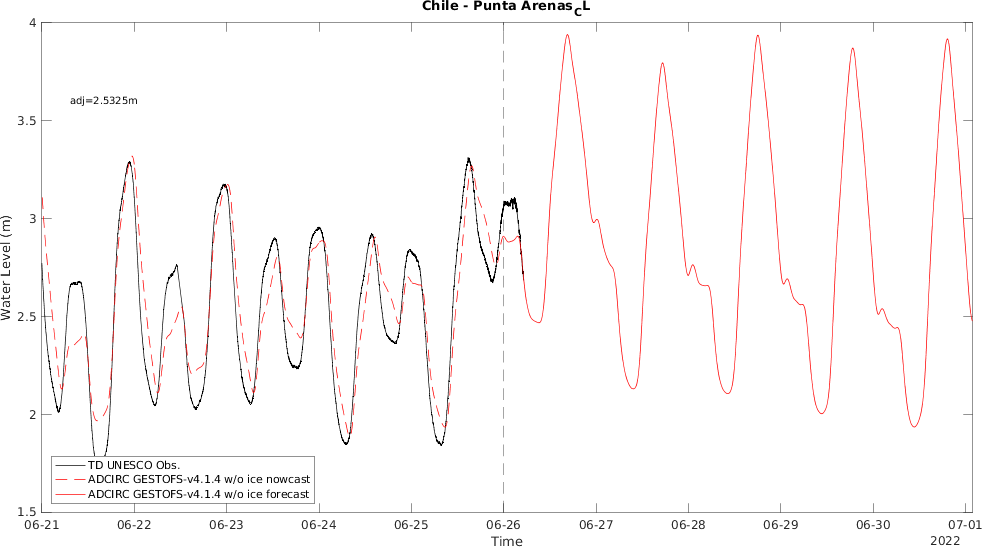 Chile - Punta Arenas_CL
4
adj=2.5325m
3.5
3
Water Level (m)
2.5
2
TD UNESCO Obs.
ADCIRC GESTOFS-v4.1.4 w/o ice nowcast
ADCIRC GESTOFS-v4.1.4 w/o ice forecast
1.5
06-21 06-22 06-23 06-24 06-25 06-26 06-27 06-28 06-29 06-30 07-01
Time 2022